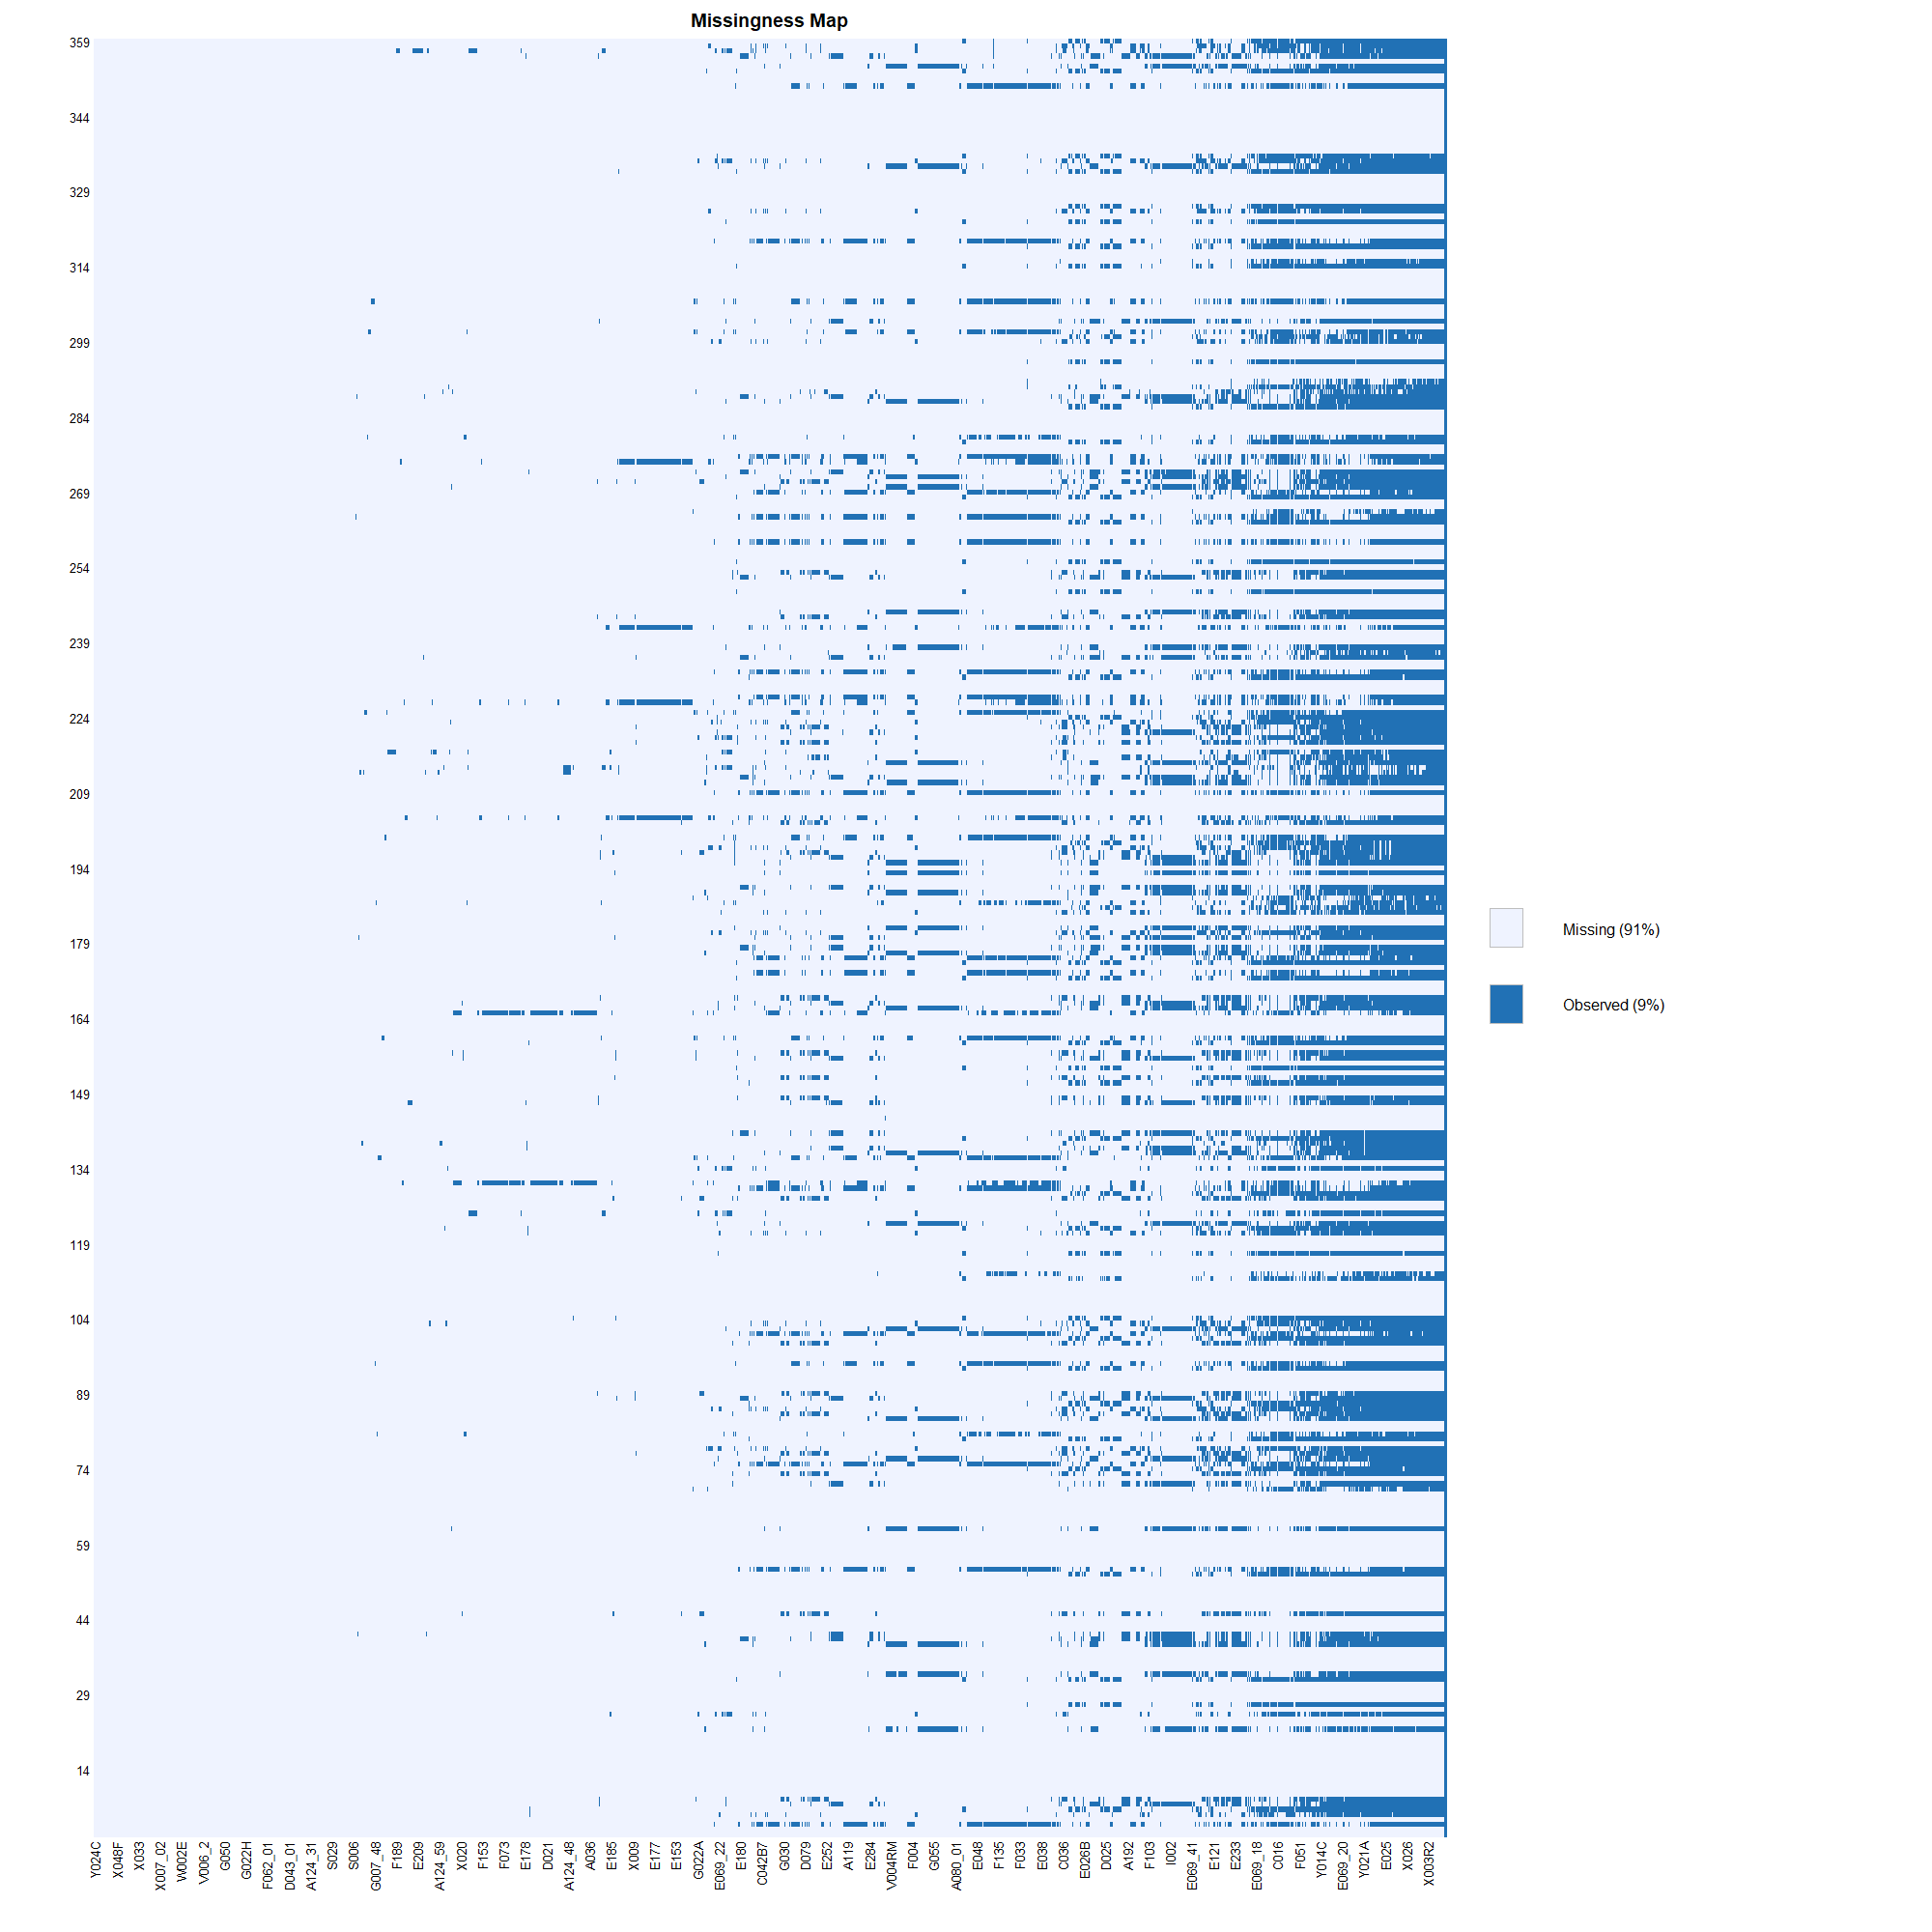 Missingness Map
359
344
329
314
299
284
269
254
239
224
209
194
179
164
149
134
119
104
89
74
59
44
29
14
Missing (91%)
Observed (9%)
Y024C
X048F
X033
X007_02
W002E
V006_2
G050
G022H
F062_01
D043_01
A124_31
S029
S006
G007_48
F189
E209
A124_59
X020
F153
F073
E178
D021
A124_48
A036
E185
X009
E177
E153
G022A
E069_22
E180
C042B7
G030
D079
E252
A119
E284
V004RM
F004
G055
A080_01
E048
F135
F033
E038
C036
E026B
D025
A192
F103
I002
E069_41
E121
E233
E069_18
C016
F051
Y014C
E069_20
Y021A
E025
X026
X003R2